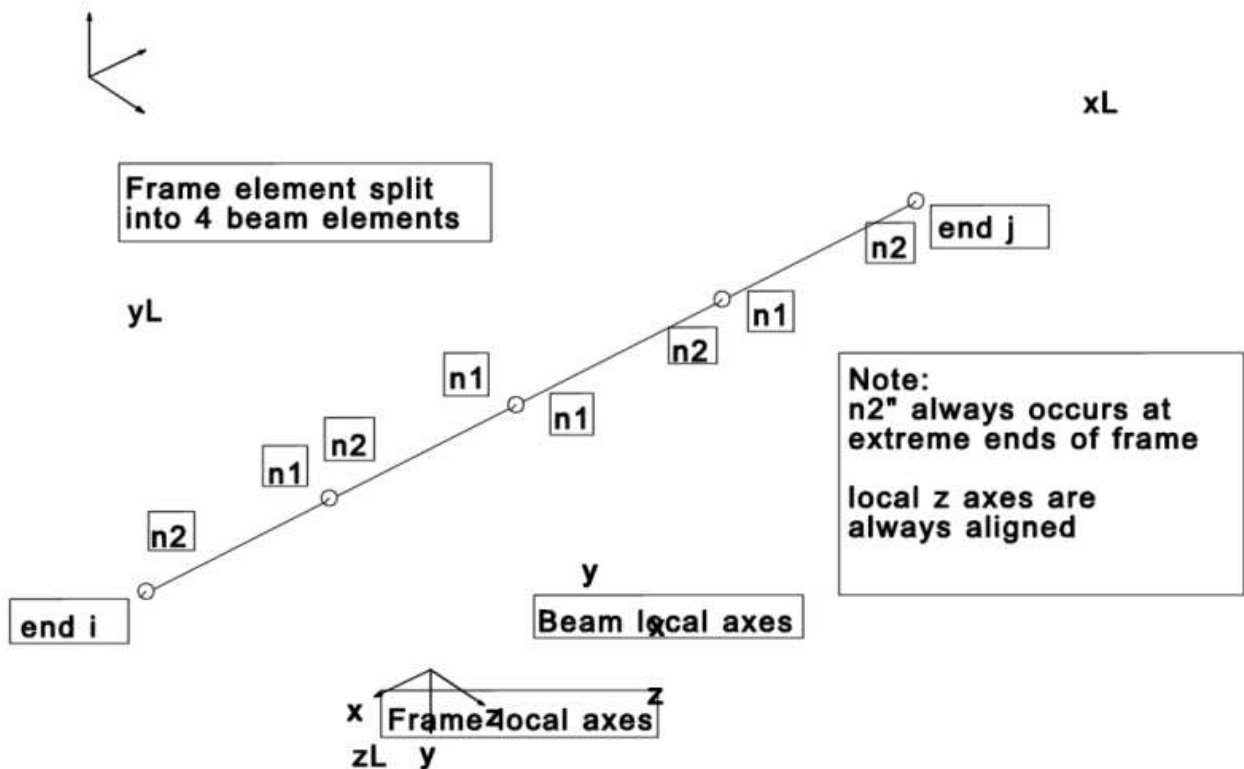 xL
Frame element split
into 4 beam elements
end j
n2
n1
yL
n2
n1
n1
Note:
n2" always occurs at
extreme ends of frame
local z axes are
always aligned
n2
n1
n2
end i
y
Beam local axes
x
z
x
Frame local axes
z
zL
y